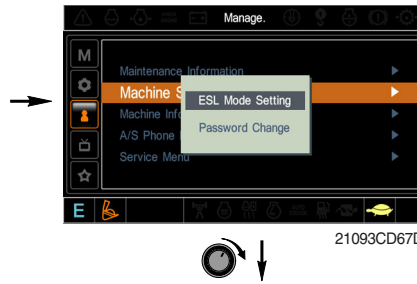 Manage.
M
Maintenance Information
Machine S
ESL Mode Setting
Machine Info
Password Change
A/S Phone
Service Menu
E
21093CD67D